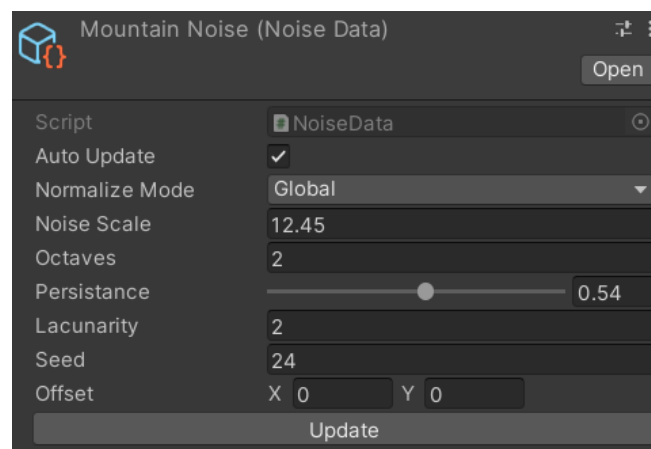 Mountain Noise (Noise Data)
Open
Script NoiseData
Auto Update
Normalize Mode Global
Noise Scale 12.45
Octaves 2
Persistance 0.54
Lacunarity 2
Seed 24
Offset X 0 Y 0
Update